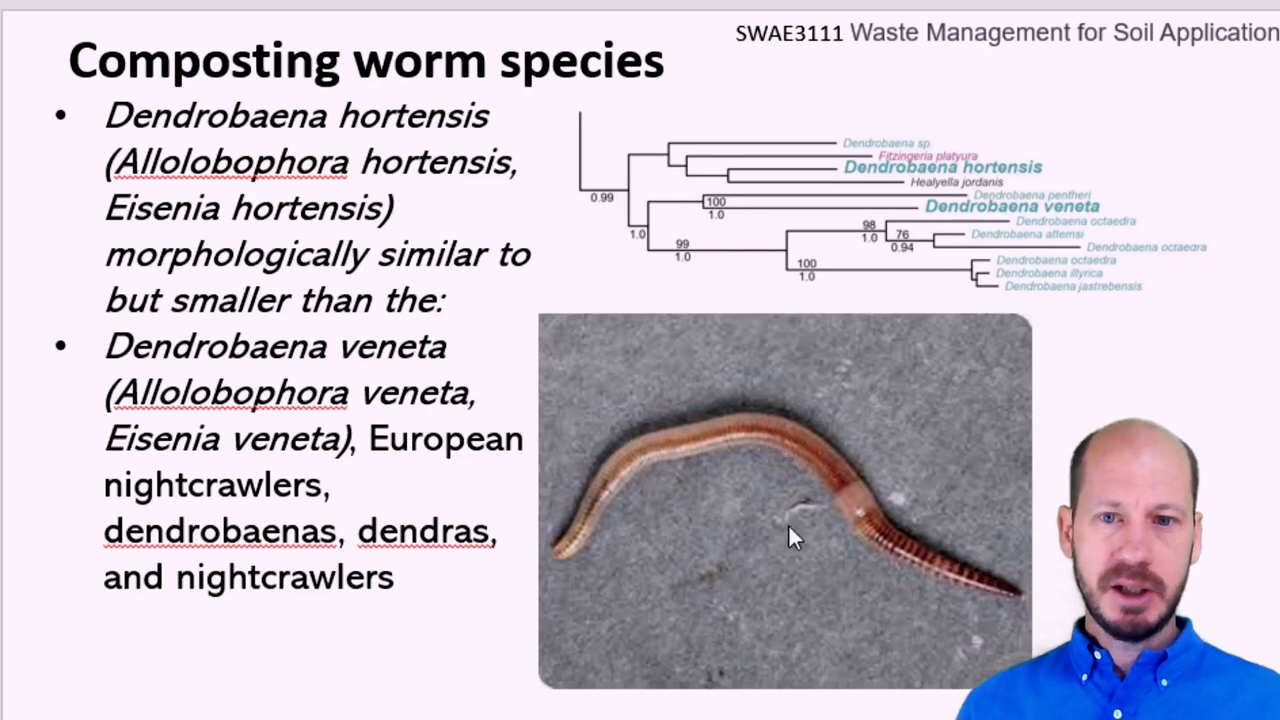 SWAE3111 Waste Management for Soil Application
Composting worm species
• Dendrobaena hortensis
(Allolobophora hortensis,
Eisenia hortensis)
morphologically similar to
but smaller than the:
• Dendrobaena veneta
(Allolobophora veneta,
Eisenia veneta), European
nightcrawlers,
dendrobaenas, dendras,
and nightcrawlers
Dendrobaena sp.
Fitzingeria platyura
Dendrobaena hortensis
Healyella jordanis
0.99
Dendrobaena pentheri
100
1.0
Dendrobaena veneta
Dendrobaena octaedra
98
1.0
76
0.94
Dendrobaena attemsi
1.0
99
1.0
Dendrobaena octaedra
100
1.0
Dendrobaena octaedra
Dendrobaena illyrica
Dendrobaena jastrebensis